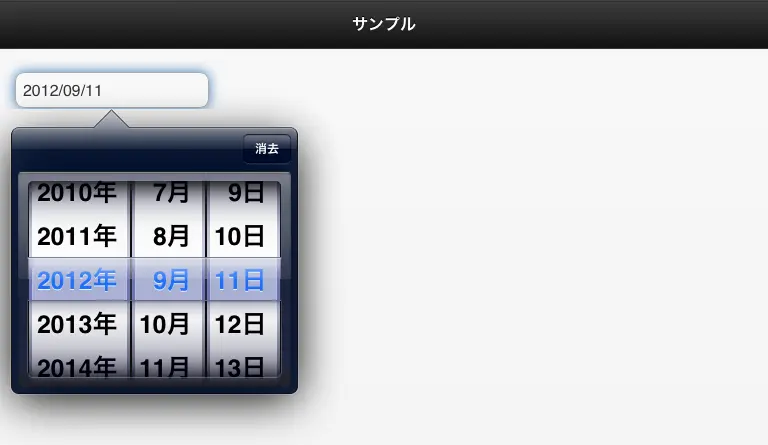 サンプル
2012/09/11
消去
2010年 7月 9日
2011年 8月 10日
2012年 9月 11日
2013年 10月 12日
2014年 11月 13日